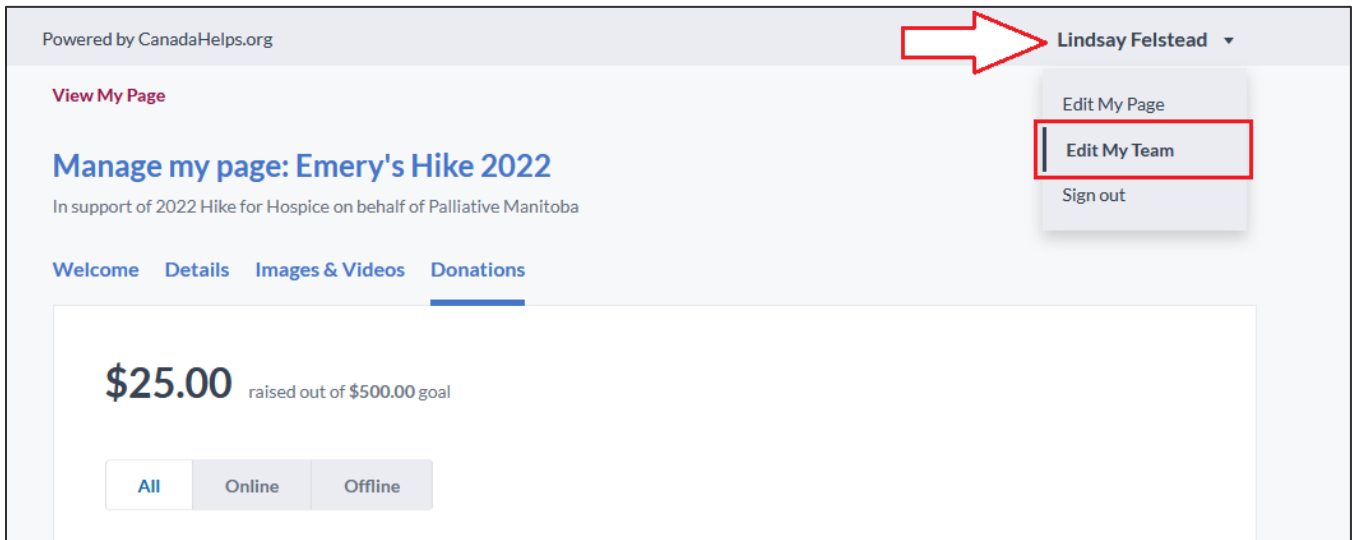 Powered by CanadaHelps.org
Lindsay Felstead
View My Page
Edit My Page
Edit My Team
Sign out
Manage my page: Emery's Hike 2022
In support of 2022 Hike for Hospice on behalf of Palliative Manitoba
Welcome Details Images & Videos Donations
$25.00 raised out of $500.00 goal
All Online Offline